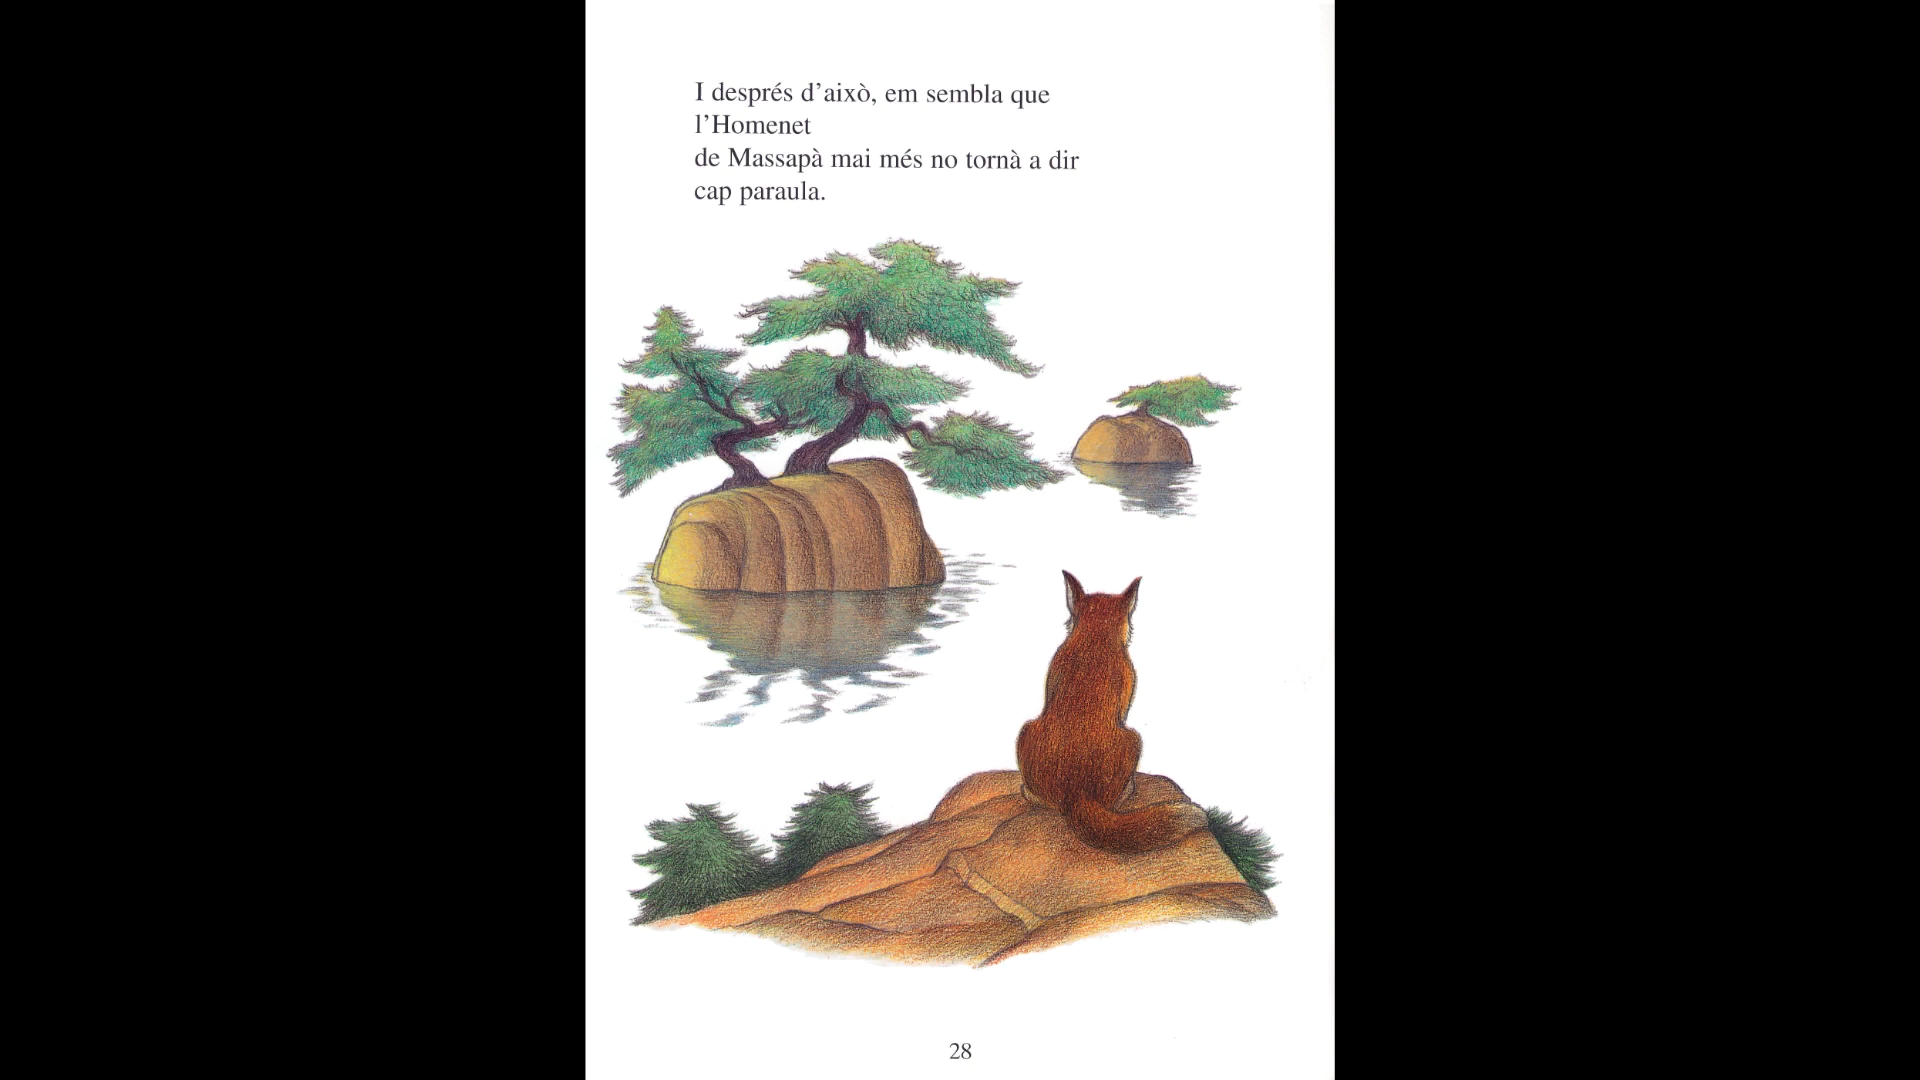 I després d’això, em sembla que
l’Homenet
de Massapà mai més no tornà a dir
cap paraula.
28